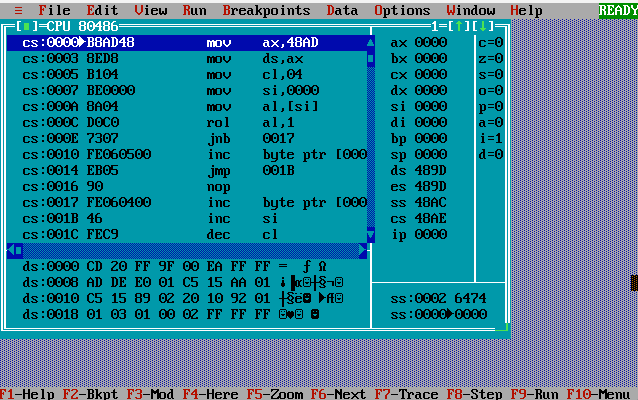 ≡ File Edit View Run Breakpoints Data Options Window Help READY
[■]=CPU 80486 1=[↑][↓]
cs:0000►B8AD48 mov ax,48AD ax 0000 c=0
cs:0003 8ED8 mov ds,ax bx 0000 z=0
cs:0005 B104 mov cl,04 cx 0000 s=0
cs:0007 BE0000 mov si,0000 dx 0000 o=0
cs:000A 8A04 mov al,[si] si 0000 p=0
cs:000C D0C0 rol al,1 di 0000 a=0
cs:000E 7307 jnb 0017 bp 0000 i=1
cs:0010 FE060500 inc byte ptr [000 sp 0000 d=0
cs:0014 EB05 jmp 001B ds 489D
cs:0016 90 nop es 489D
cs:0017 FE060400 inc byte ptr [000 ss 48AC
cs:001B 46 inc si cs 48AE
cs:001C FEC9 dec cl ip 0000
ds:0000 CD 20 FF 9F 00 EA FF FF = ƒ Ω
ds:0008 AD DE E0 01 C5 15 AA 01 ¡▐α☺┼§¬☺
ds:0010 C5 15 89 02 20 10 92 01 ┼§ë☻ ►Æ☺ ss:0002 6474
ds:0018 01 03 01 00 02 FF FF FF ☺♥☺ ☻ ss:0000►0000
F1-Help F2-Bkpt F3-Mod F4-Here F5-Zoom F6-Next F7-Trace F8-Step F9-Run F10-Menu